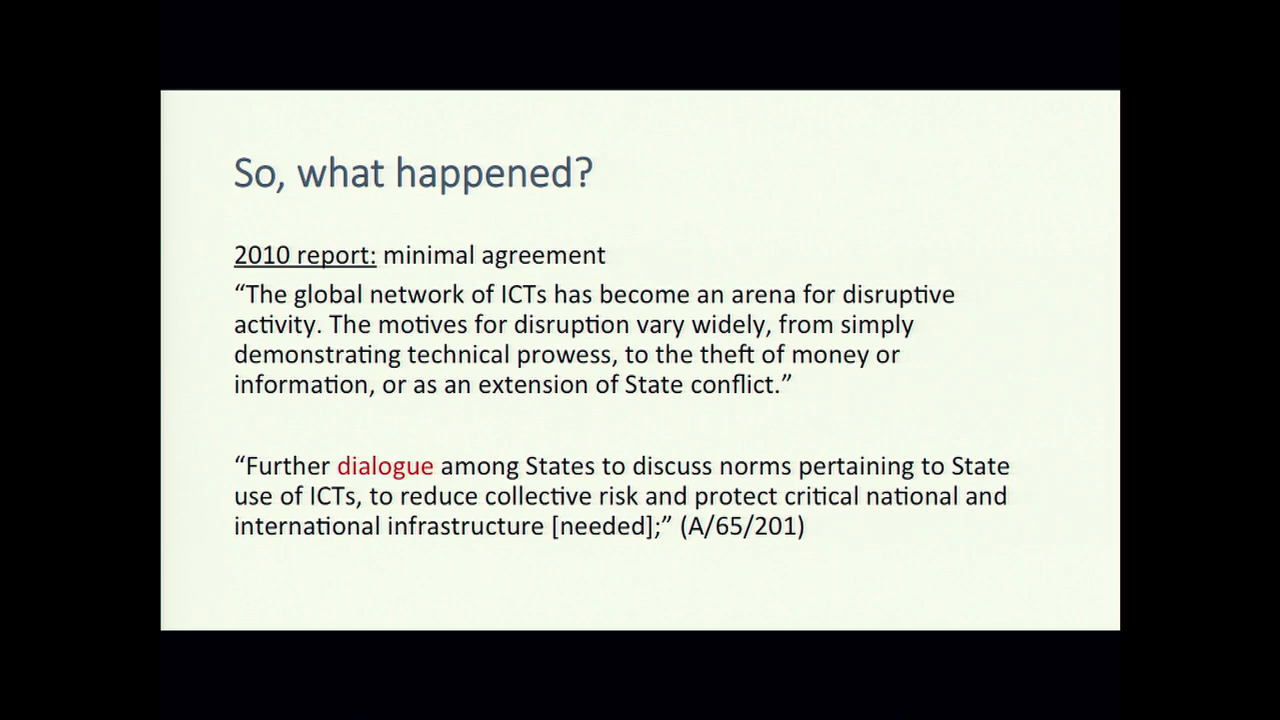 So, what happened?
2010 report: minimal agreement
“The global network of ICTs has become an arena for disruptive
activity. The motives for disruption vary widely, from simply
demonstrating technical prowess, to the theft of money or
information, or as an extension of State conflict.”
“Further dialogue among States to discuss norms pertaining to State
use of ICTs, to reduce collective risk and protect critical national and
international infrastructure [needed];” (A/65/201)